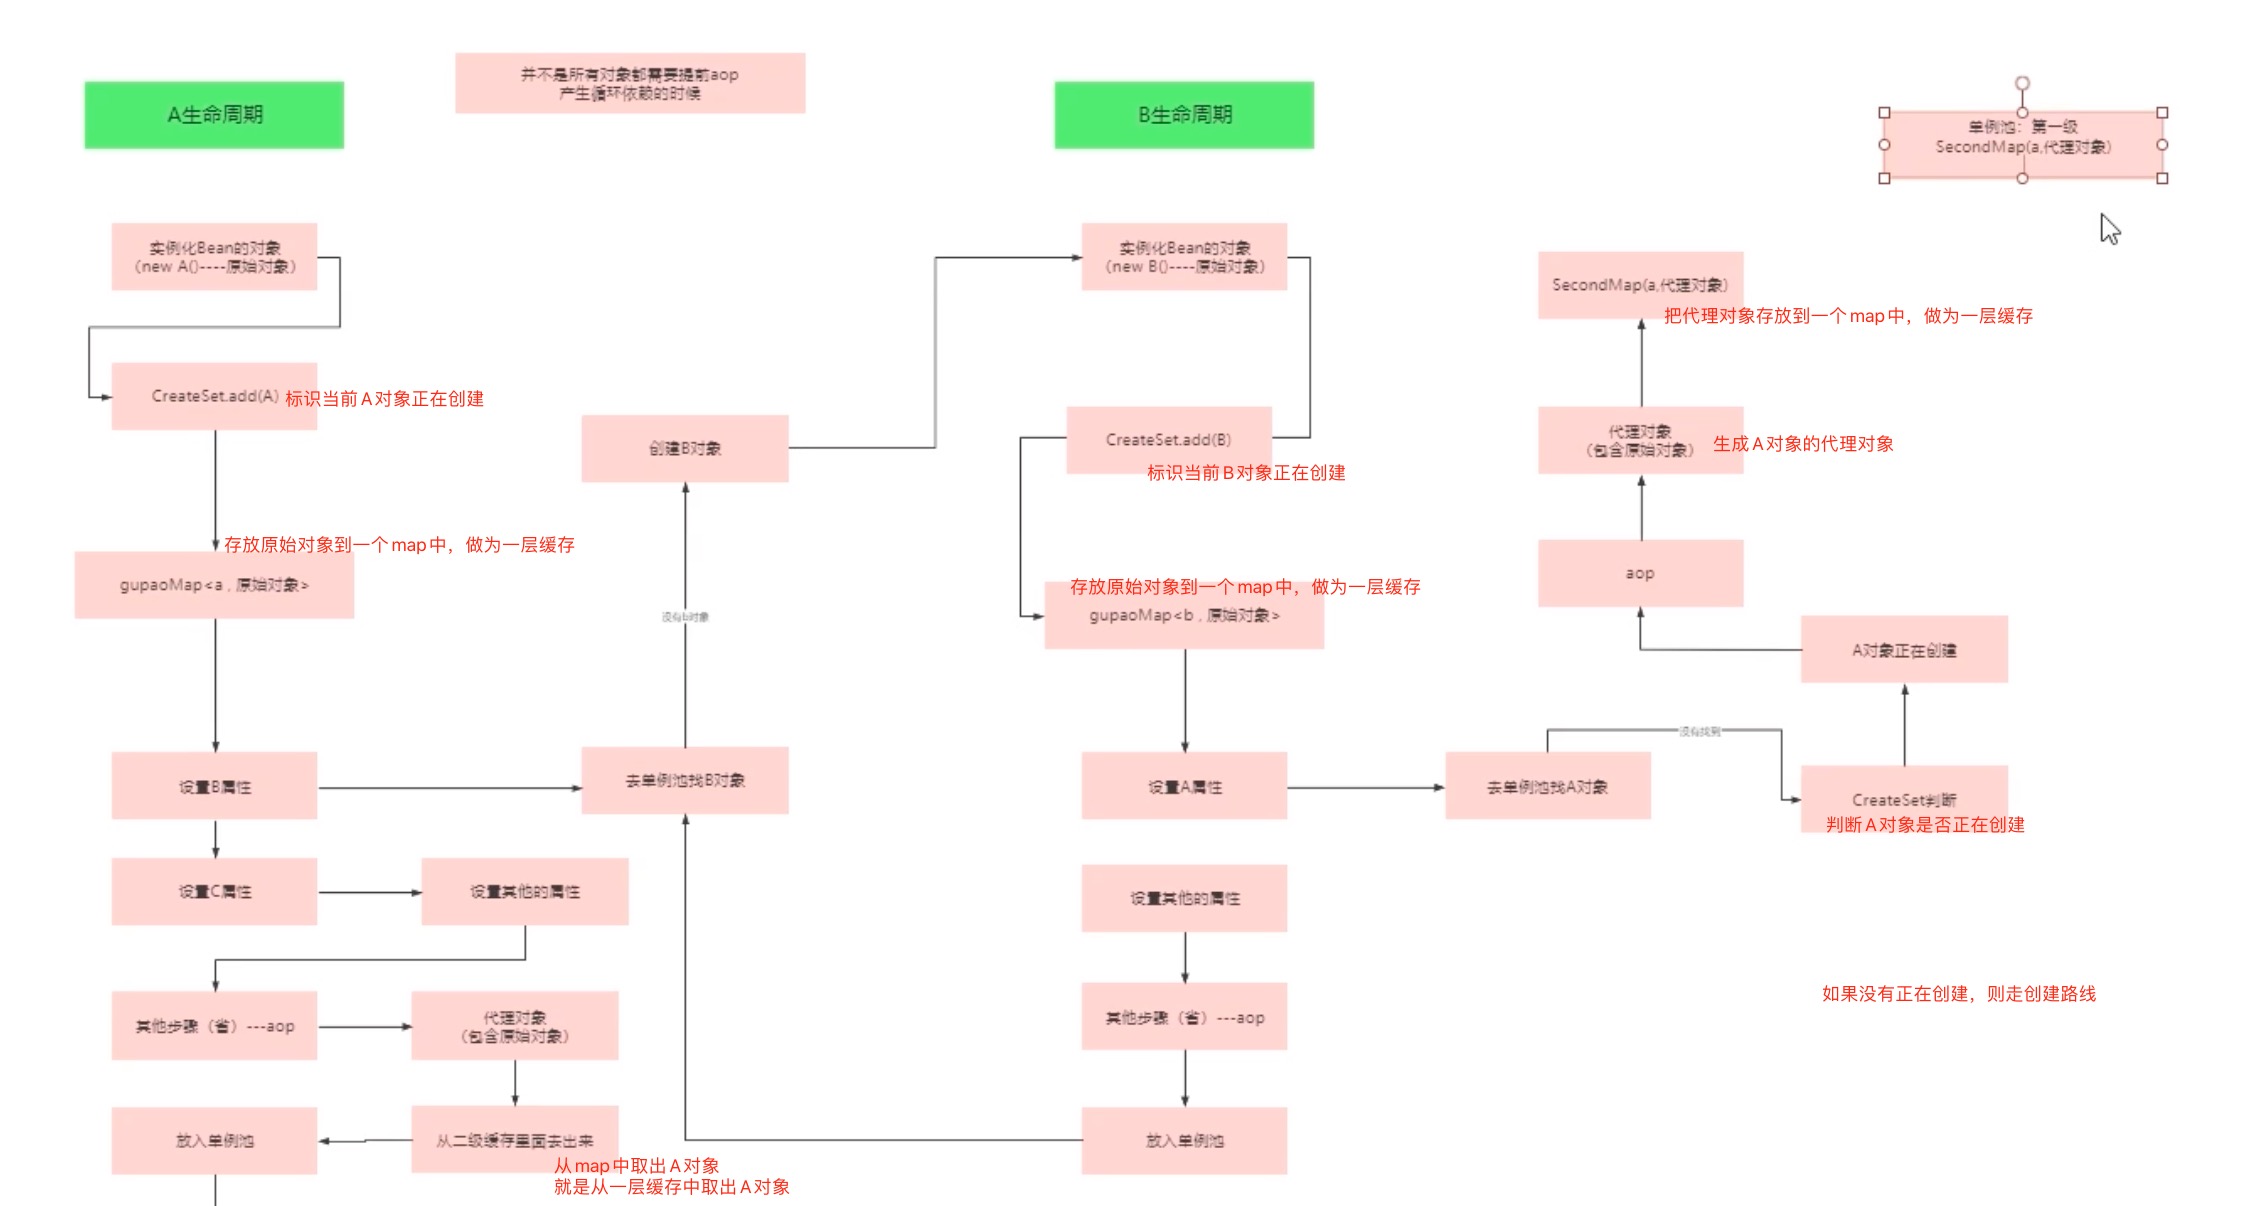 并不是所有对象都需要提前aop
产生循环依赖的时候
A生命周期
B生命周期
单例池：第一级
SecondMap(a,代理对象)
实例化Bean的对象
（new A()----原始对象）
CreateSet.add(A)
标识当前A对象正在创建
存放原始对象到一个map中，做为一层缓存
gupaoMap<a , 原始对象>
设置B属性
去单例池找B对象
没有b对象
创建B对象
设置C属性
设置其他的属性
其他步骤（省）---aop
代理对象
（包含原始对象）
放入单例池
从二级缓存里面去出来
从map中取出A对象
就是从一层缓存中取出A对象
实例化Bean的对象
（new B()----原始对象）
CreateSet.add(B)
标识当前B对象正在创建
存放原始对象到一个map中，做为一层缓存
gupaoMap<b , 原始对象>
设置A属性
去单例池找A对象
没有找到
设置其他的属性
其他步骤（省）---aop
放入单例池
SecondMap(a,代理对象)
把代理对象存放到一个map中，做为一层缓存
代理对象
（包含原始对象）
生成A对象的代理对象
aop
A对象正在创建
CreateSet判断
判断A对象是否正在创建
如果没有正在创建，则走创建路线